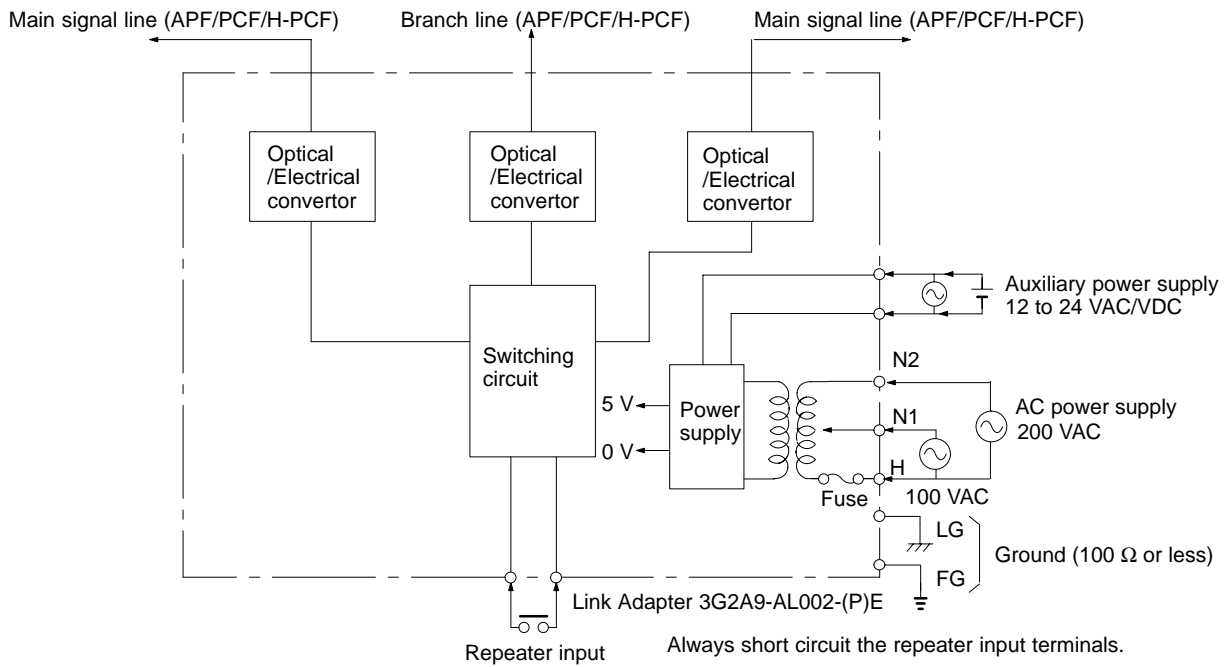 Main signal line (APF/PCF/H-PCF)
Branch line (APF/PCF/H-PCF)
Main signal line (APF/PCF/H-PCF)
Optical
/Electrical
convertor
Optical
/Electrical
convertor
Optical
/Electrical
convertor
Auxiliary power supply
12 to 24 VAC/VDC
Switching
circuit
N2
5 V
Power
supply
N1
AC power supply
200 VAC
0 V
H
Fuse
100 VAC
LG
Ground (100 Ω or less)
FG
Link Adapter 3G2A9-AL002-(P)E
Repeater input
Always short circuit the repeater input terminals.